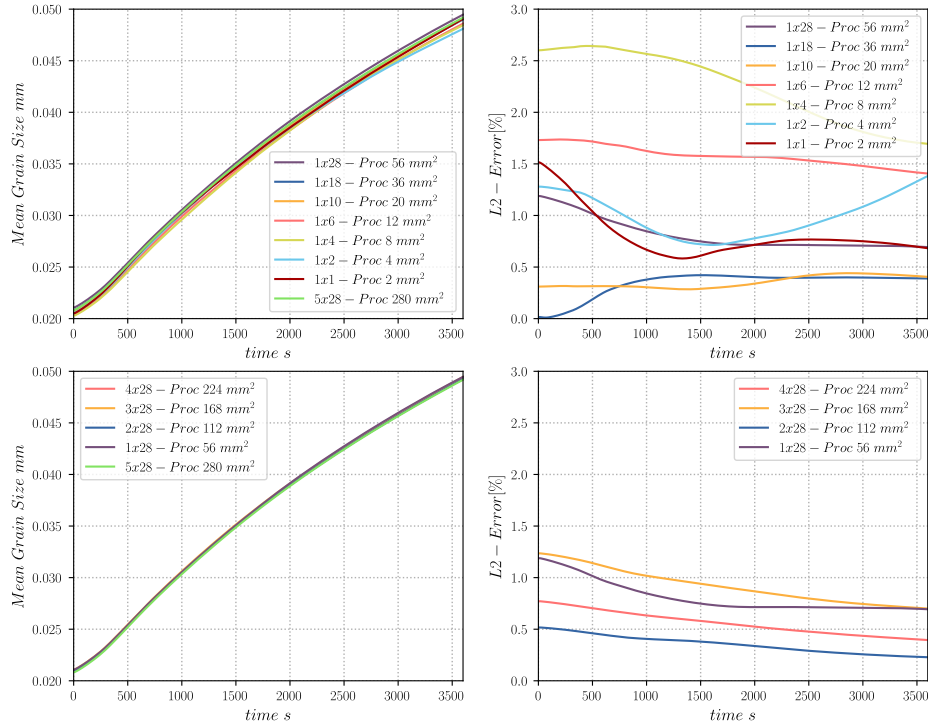 0.050
0.045
0.040
0.035
0.030
0.025
0.020
Mean Grain Size mm
1x28 − Proc 56 mm²
1x18 − Proc 36 mm²
1x10 − Proc 20 mm²
1x6 − Proc 12 mm²
1x4 − Proc 8 mm²
1x2 − Proc 4 mm²
1x1 − Proc 2 mm²
5x28 − Proc 280 mm²
0 500 1000 1500 2000 2500 3000 3500
time s
3.0
2.5
2.0
1.5
1.0
0.5
0.0
L2 − Error[%]
1x28 − Proc 56 mm²
1x18 − Proc 36 mm²
1x10 − Proc 20 mm²
1x6 − Proc 12 mm²
1x4 − Proc 8 mm²
1x2 − Proc 4 mm²
1x1 − Proc 2 mm²
0 500 1000 1500 2000 2500 3000 3500
time s
0.050
0.045
0.040
0.035
0.030
0.025
0.020
Mean Grain Size mm
4x28 − Proc 224 mm²
3x28 − Proc 168 mm²
2x28 − Proc 112 mm²
1x28 − Proc 56 mm²
5x28 − Proc 280 mm²
0 500 1000 1500 2000 2500 3000 3500
time s
3.0
2.5
2.0
1.5
1.0
0.5
0.0
L2 − Error[%]
4x28 − Proc 224 mm²
3x28 − Proc 168 mm²
2x28 − Proc 112 mm²
1x28 − Proc 56 mm²
0 500 1000 1500 2000 2500 3000 3500
time s